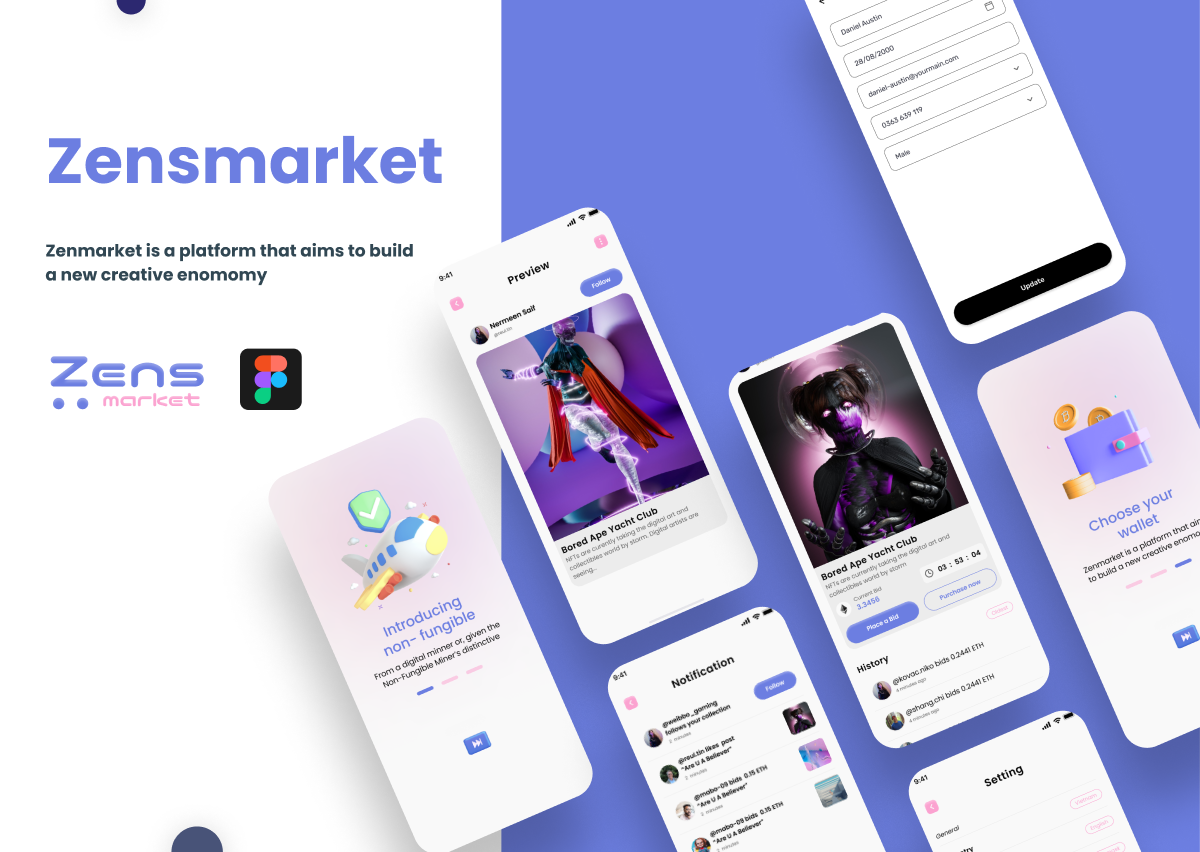 Zensmarket
Zenmarket is a platform that aims to build
a new creative enomomy
Zens
market
Introducing
non- fungible
From a digital minner or, given the
Non-Fungible Miner's distinctive
9:41
Preview
Nermeen Saif
@reul.tin
Follow
Bored Ape Yacht Club
NFTs are curently taking the digital art and
collectibles world by storm. Digital artists are
seeing...
9:41
Notification
@weibbo_gaming
follows your collection
2 minutes
Follow
@reui.tin likes post
"Are U A Believer"
2 minutes
@mabo-09 bids 0.15 ETH
"Are U A Believer"
2 minutes
@mabo-09 bids 0.15 ETH
"Are U A Believer"
2 minutes
Bored Ape Yacht Club
NFTs are currently taking the digital art and
collectibles world by storm
Current Bid
3.3456
03 : 53 : 04
Place a Bid
Purchase now
History
@kovac.niko bids 0.2441 ETH
4 minutes ago
@shang.chi bids 0.2441 ETH
4 minutes ago
Daniel Austin
28/08/2000
daniel-austin@yourmain.com
0363 639 119
Male
Update
Choose your
wallet
Zenmarket is a platform that
to build a new creative enomo
9:41
Setting
General
Vietnam
English